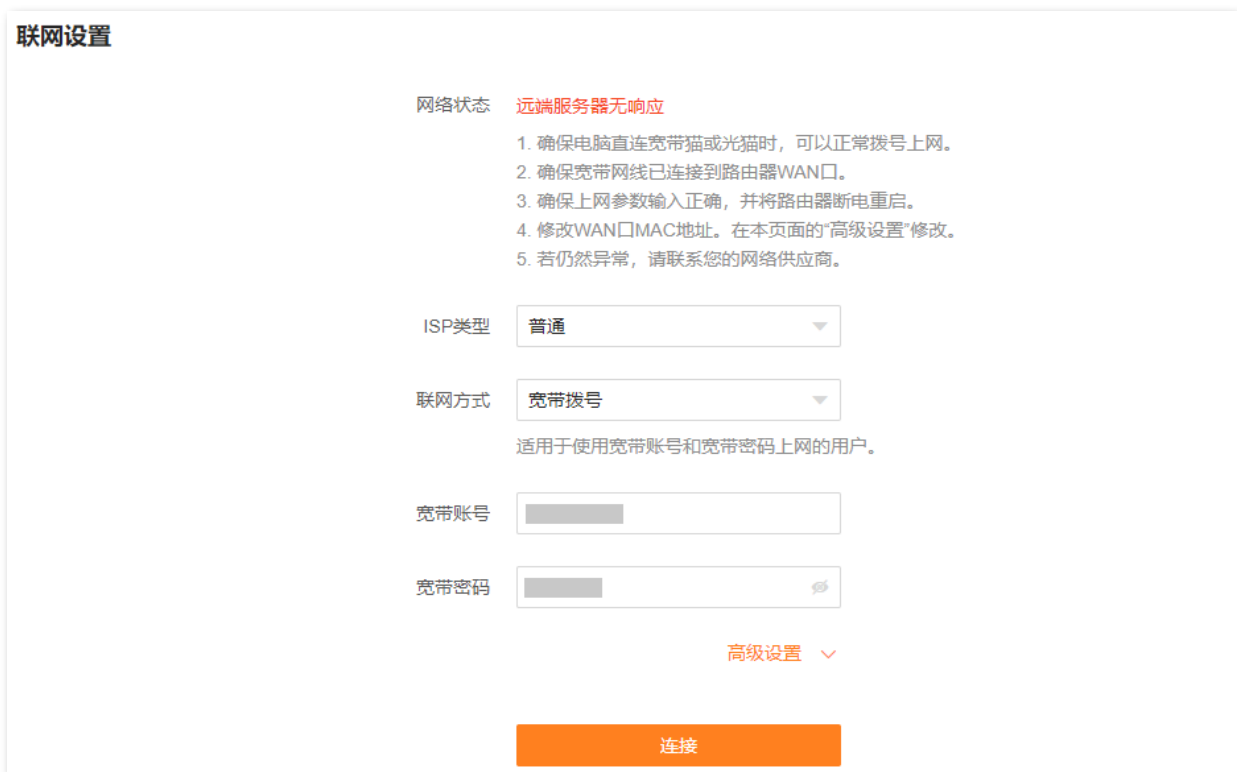 联网设置
网络状态 远端服务器无响应
1. 确保电脑直连宽带猫或光猫时，可以正常拨号上网。
2. 确保宽带网线已连接到路由器WAN口。
3. 确保上网参数输入正确，并将路由器断电重启。
4. 修改WAN口MAC地址。在本页面的“高级设置”修改。
5. 若仍然异常，请联系您的网络供应商。
ISP类型 普通
联网方式 宽带拨号
适用于使用宽带账号和宽带密码上网的用户。
宽带账号
宽带密码
高级设置
连接